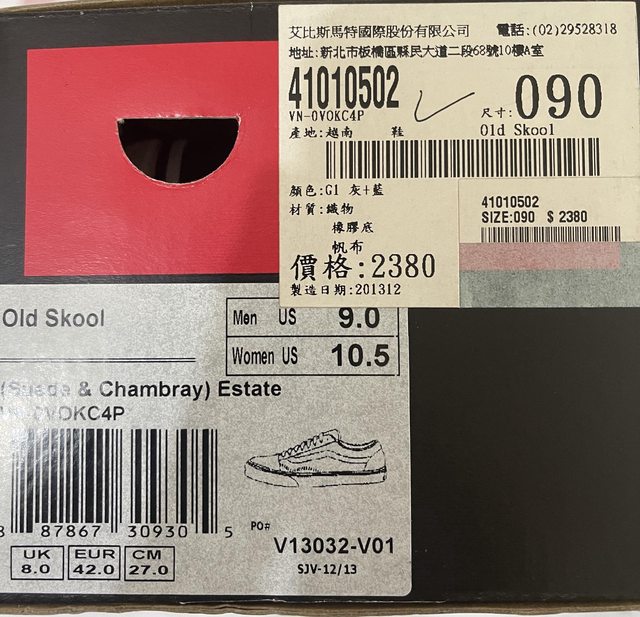 艾比斯馬特國際股份有限公司 電話:(02)29528318
地址:新北市板橋區縣民大道二段68號10樓A室
41010502
VN-0VOKC4P
尺寸: 090
產地:越南 鞋 Old Skool
顏色:G1 灰+藍
材質:織物
橡膠底
帆布
價格:2380
製造日期:201312
41010502
SIZE:090 $ 2380
Old Skool
Men US 9.0
Women US 10.5
(Suede & Chambray) Estate
VN-0VOKC4P
8 87867 30930 5
PO#
V13032-V01
SJV-12/13
UK 8.0
EUR 42.0
CM 27.0